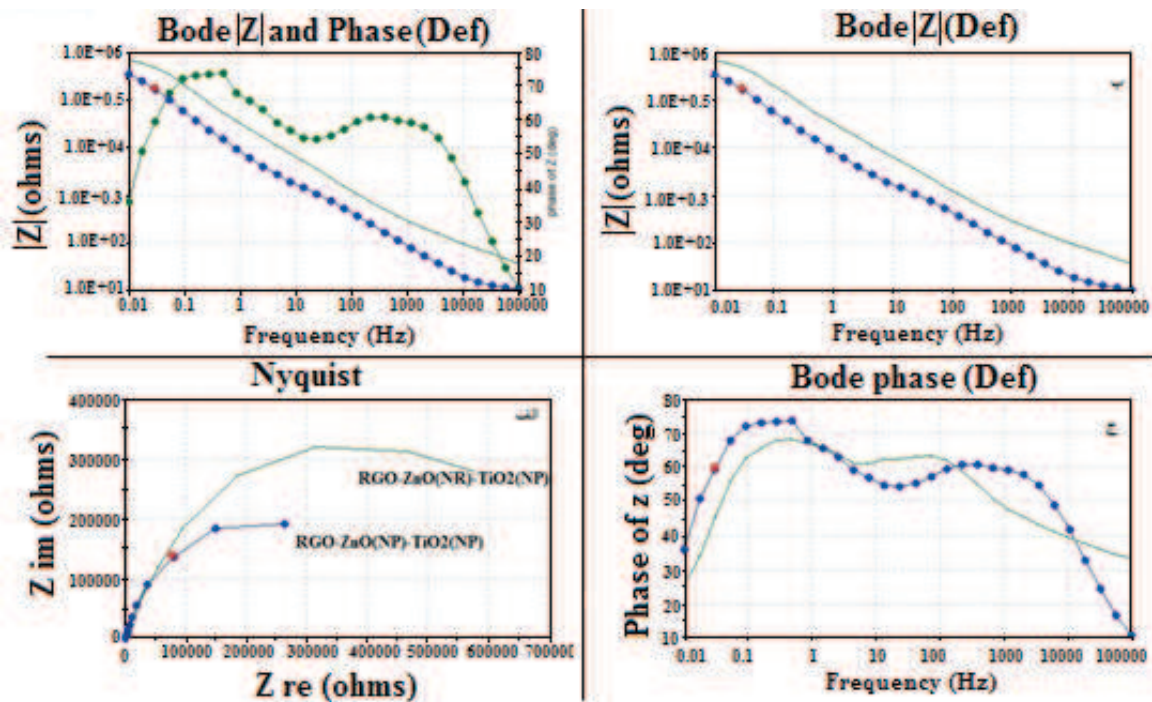 Bode |Z| and Phase(Def)
|Z|(ohms)
1.0E+06
1.0E+0.5
1.0E+04
1.0E+0.3
1.0E+02
1.0E+01
80
70
60
50
40
30
20
10
phase of Z (deg)
0.01 0.1 1 10 100 1000 10000 100000
Frequency (Hz)
Bode |Z| (Def)
|Z|(ohms)
1.0E+06
1.0E+0.5
1.0E+04
1.0E+0.3
1.0E+02
1.0E+01
0.01 0.1 1 10 100 1000 10000 100000
Frequency (Hz)
Nyquist
Z im (ohms)
400000
300000
200000
100000
0
RGO-ZnO(NR)-TiO2(NP)
RGO-ZnO(NP)-TiO2(NP)
0 100000 200000 300000 400000 500000 600000 700000
Z re (ohms)
Bode phase (Def)
Phase of z (deg)
80
70
60
50
40
30
20
10
0.01 0.1 1 10 100 1000 10000 100000
Frequency (Hz)